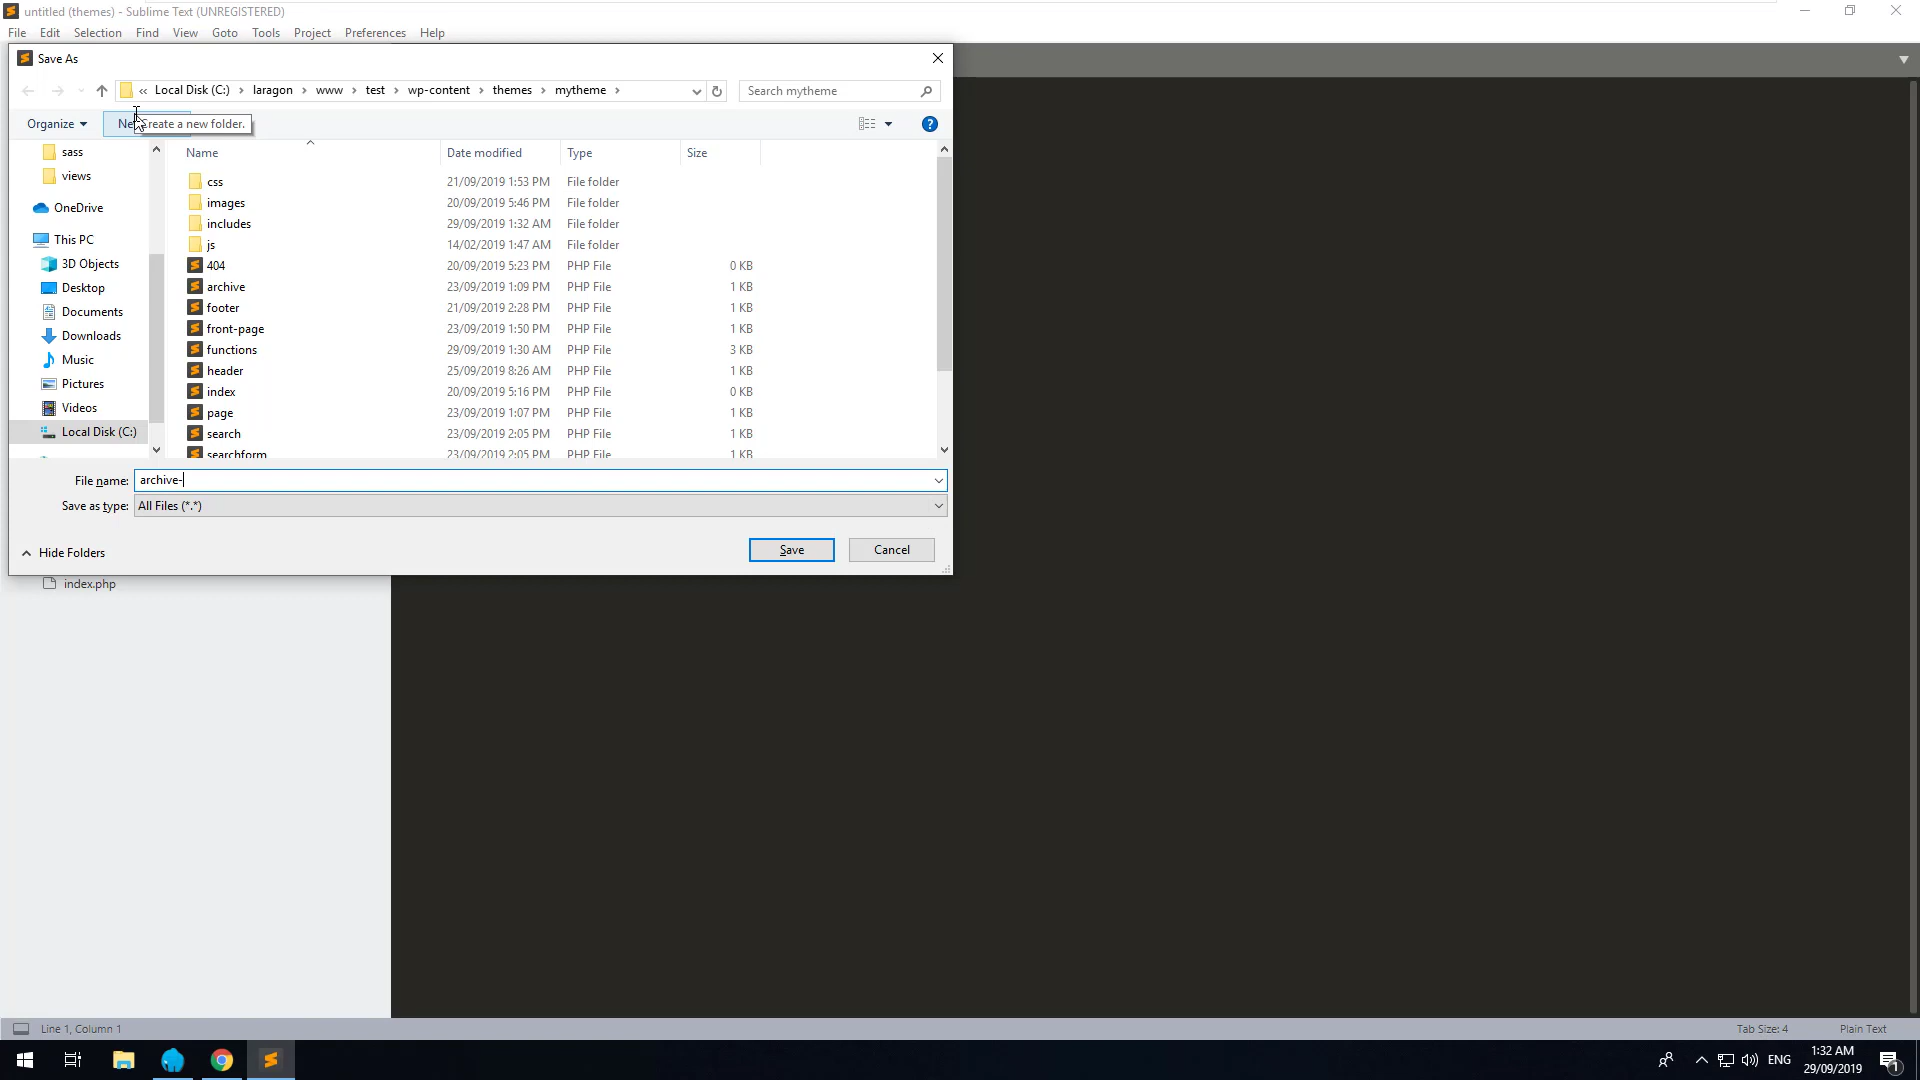 untitled (themes) - Sublime Text (UNREGISTERED)
File Edit Selection Find View Goto Tools Project Preferences Help
Save As
« Local Disk (C:) › laragon › www › test › wp-content › themes › mytheme ›
Search mytheme
Organize
Create a new folder.
Name Date modified Type Size
sass
views
OneDrive
This PC
3D Objects
Desktop
Documents
Downloads
Music
Pictures
Videos
Local Disk (C:)
css 21/09/2019 1:53 PM File folder
images 20/09/2019 5:46 PM File folder
includes 29/09/2019 1:32 AM File folder
js 14/02/2019 1:47 AM File folder
404 20/09/2019 5:23 PM PHP File 0 KB
archive 23/09/2019 1:09 PM PHP File 1 KB
footer 21/09/2019 2:28 PM PHP File 1 KB
front-page 23/09/2019 1:50 PM PHP File 1 KB
functions 29/09/2019 1:30 AM PHP File 3 KB
header 25/09/2019 8:26 AM PHP File 1 KB
index 20/09/2019 5:16 PM PHP File 0 KB
page 23/09/2019 1:07 PM PHP File 1 KB
search 23/09/2019 2:05 PM PHP File 1 KB
searchform 23/09/2019 2:05 PM PHP File 1 KB
File name: archive-
Save as type: All Files (*.*)
Hide Folders
Save Cancel
index.php
Line 1, Column 1
Tab Size: 4 Plain Text
ENG
1:32 AM
29/09/2019
1